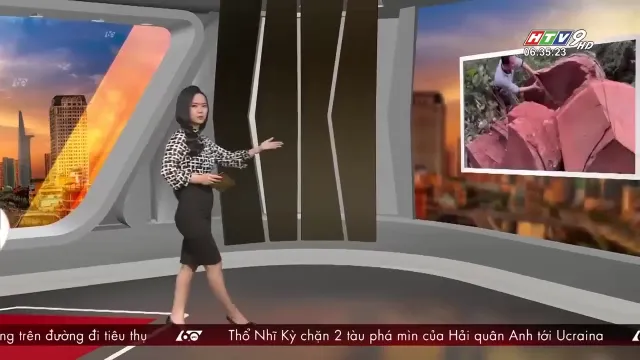 HTV9 HD
06:35:23
ng trên đường đi tiêu thụ 60 Thổ Nhĩ Kỳ chặn 2 tàu phá mìn của Hải quân Anh tới Ucraina